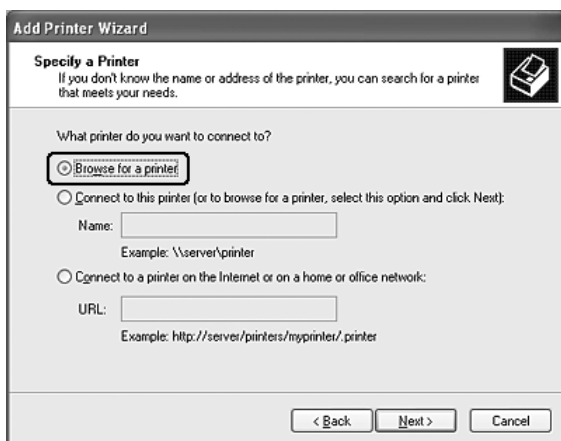 Add Printer Wizard
Specify a Printer
If you don't know the name or address of the printer, you can search for a printer
that meets your needs.
What printer do you want to connect to?
Browse for a printer
Connect to this printer (or to browse for a printer, select this option and click Next):
Name:
Example: \\server\printer
Connect to a printer on the Internet or on a home or office network:
URL:
Example: http://server/printers/myprinter/.printer
< Back Next > Cancel